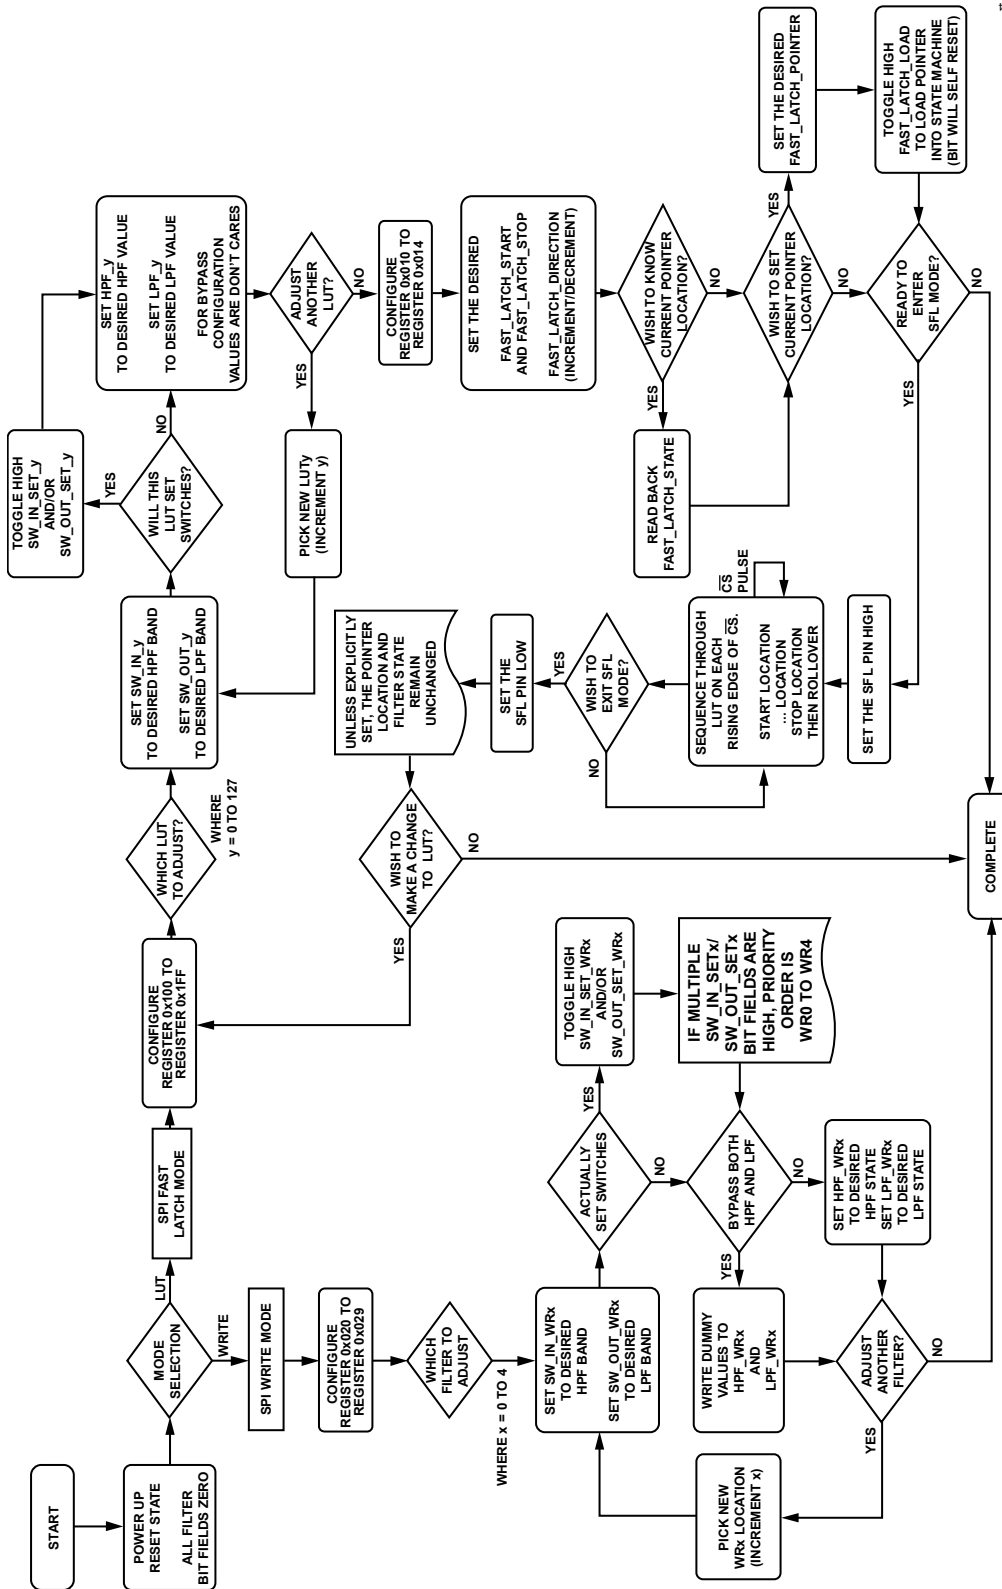 START
POWER UP
RESET STATE
ALL FILTER
BIT FIELDS ZERO
MODE
SELECTION
LUT
WRITE
SPI FAST
LATCH MODE
CONFIGURE
REGISTER 0x100 TO
REGISTER 0x1FF
WHICH LUT
TO ADJUST?
WHERE
y = 0 TO 127
SET SW_IN_y
TO DESIRED HPF BAND
SET SW_OUT_y
TO DESIRED LPF BAND
WILL THIS
LUT SET
SWITCHES?
YES
NO
TOGGLE HIGH
SW_IN_SET_y
AND/OR
SW_OUT_SET_y
SET HPF_y
TO DESIRED HPF VALUE
SET LPF_y
TO DESIRED LPF VALUE
FOR BYPASS
CONFIGURATION
VALUES ARE DON'T CARES
ADJUST
ANOTHER
LUT?
YES
NO
PICK NEW LUTy
(INCREMENT y)
CONFIGURE
REGISTER 0x010 TO
REGISTER 0x014
SET THE DESIRED
FAST_LATCH_START
AND FAST_LATCH_STOP
FAST_LATCH_DIRECTION
(INCREMENT/DECREMENT)
WISH TO KNOW
CURRENT POINTER
LOCATION?
YES
NO
READ BACK
FAST_LATCH_STATE
WISH TO SET
CURRENT POINTER
LOCATION?
YES
NO
SET THE DESIRED
FAST_LATCH_POINTER
TOGGLE HIGH
FAST_LATCH_LOAD
TO LOAD POINTER
INTO STATE MACHINE
(BIT WILL SELF RESET)
READY TO
ENTER
SFL MODE?
YES
NO
SET THE SFL PIN HIGH
SEQUENCE THROUGH
LUT ON EACH
RISING EDGE OF CS.
START LOCATION
... LOCATION
STOP LOCATION
THEN ROLLOVER
CS
PULSE
WISH TO
EXIT SFL
MODE?
YES
NO
SET THE
SFL PIN LOW
UNLESS EXPLICITLY
SET, THE POINTER
LOCATION AND
FILTER STATE
REMAIN
UNCHANGED
WISH TO
MAKE A CHANGE
TO LUT?
YES
NO
SPI WRITE MODE
CONFIGURE
REGISTER 0x020 TO
REGISTER 0x029
WHICH
FILTER TO
ADJUST
WHERE x = 0 TO 4
SET SW_IN_WRx
TO DESIRED
HPF BAND
SET SW_OUT_WRx
TO DESIRED
LPF BAND
ACTUALLY
SET SWITCHES
YES
NO
TOGGLE HIGH
SW_IN_SET_WRx
AND/OR
SW_OUT_SET_WRx
IF MULTIPLE
SW_IN_SETx/
SW_OUT_SETx
BIT FIELDS ARE
HIGH, PRIORITY
ORDER IS
WR0 TO WR4
BYPASS BOTH
HPF AND LPF
YES
NO
WRITE DUMMY
VALUES TO
HPF_WRx
AND
LPF_WRx
SET HPF_WRx
TO DESIRED
HPF STATE
SET LPF_WRx
TO DESIRED
LPF STATE
ADJUST
ANOTHER
FILTER?
YES
NO
PICK NEW
WRx LOCATION
(INCREMENT x)
COMPLETE